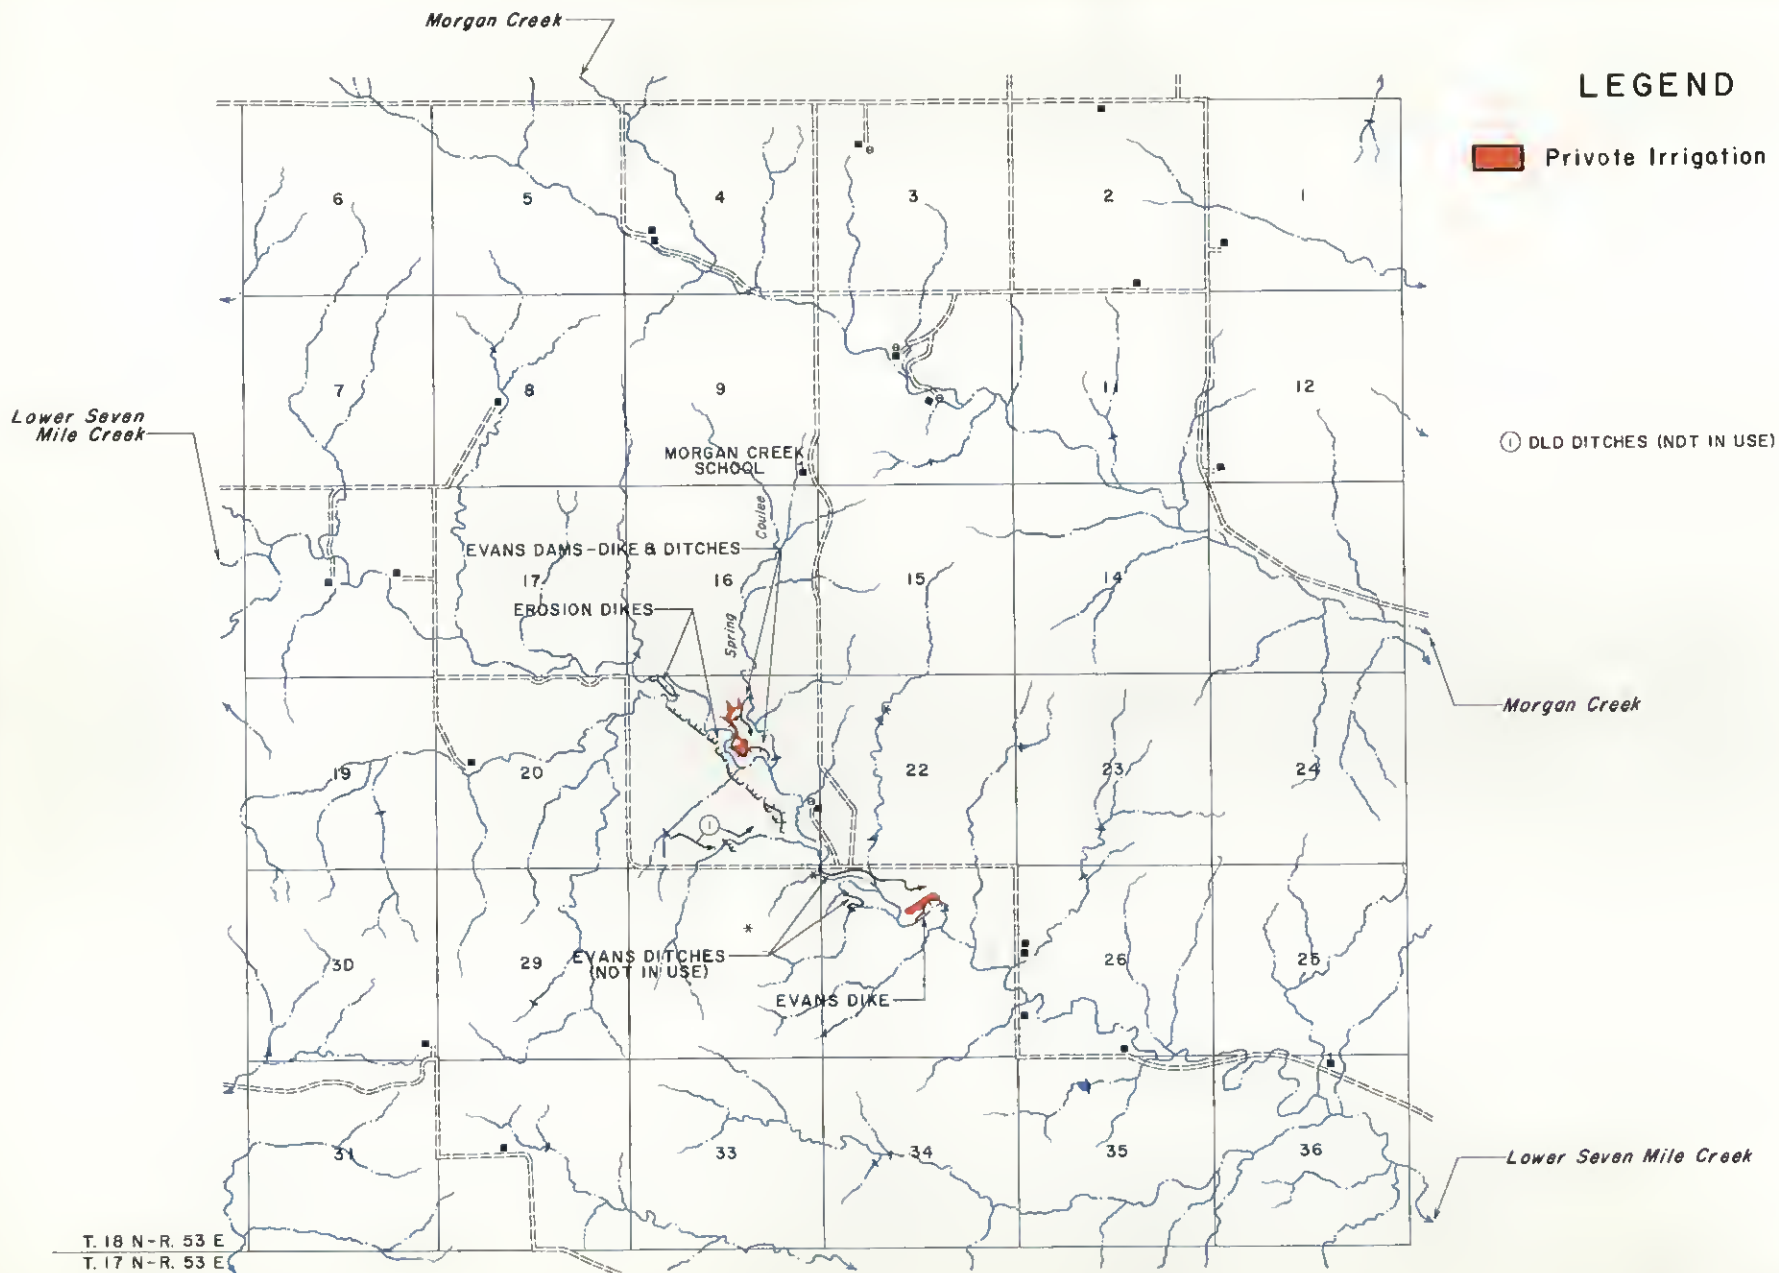 Morgan Creek
LEGEND
Private Irrigation
6
5
4
3
2
1
7
8
9
11
12
Lower Seven
Mile Creek
MORGAN CREEK
SCHOOL
① OLD DITCHES (NOT IN USE)
Coulee
EVANS DAMS-DIKE & DITCHES
17
16
15
14
EROSION DIKES
Spring
Morgan Creek
19
20
22
23
24
①
30
29
EVANS DITCHES
(NOT IN USE)
26
25
EVANS DIKE
31
33
34
35
36
Lower Seven Mile Creek
T. 18 N-R. 53 E
T. 17 N-R. 53 E